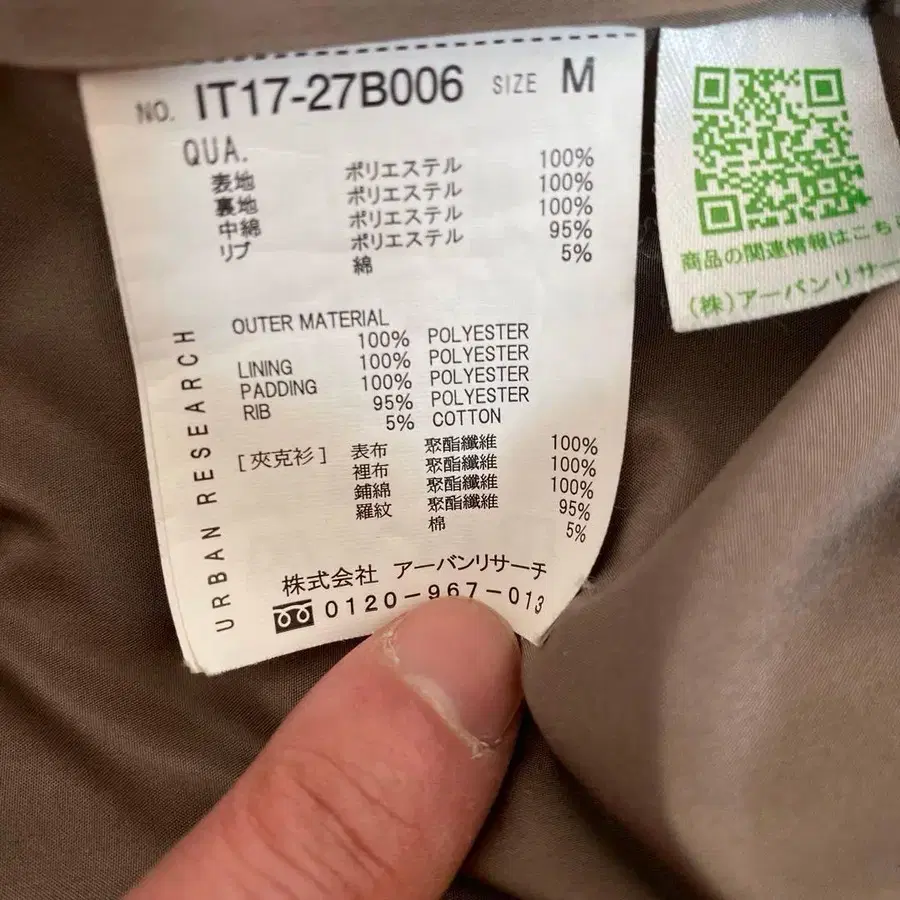 NO. IT17-27B006 SIZE M
QUA.
表地 ポリエステル 100%
裏地 ポリエステル 100%
中綿 ポリエステル 100%
リブ ポリエステル 95%
綿 5%
OUTER MATERIAL
100% POLYESTER
LINING 100% POLYESTER
PADDING 100% POLYESTER
RIB 95% POLYESTER
5% COTTON
[夾克衫] 表布 聚酯纖維 100%
裡布 聚酯纖維 100%
鋪綿 聚酯纖維 100%
羅紋 聚酯纖維 95%
棉 5%
URBAN RESEARCH
株式会社 アーバンリサーチ
0120-967-013
商品の関連情報はこちら
(株)アーバンリサー